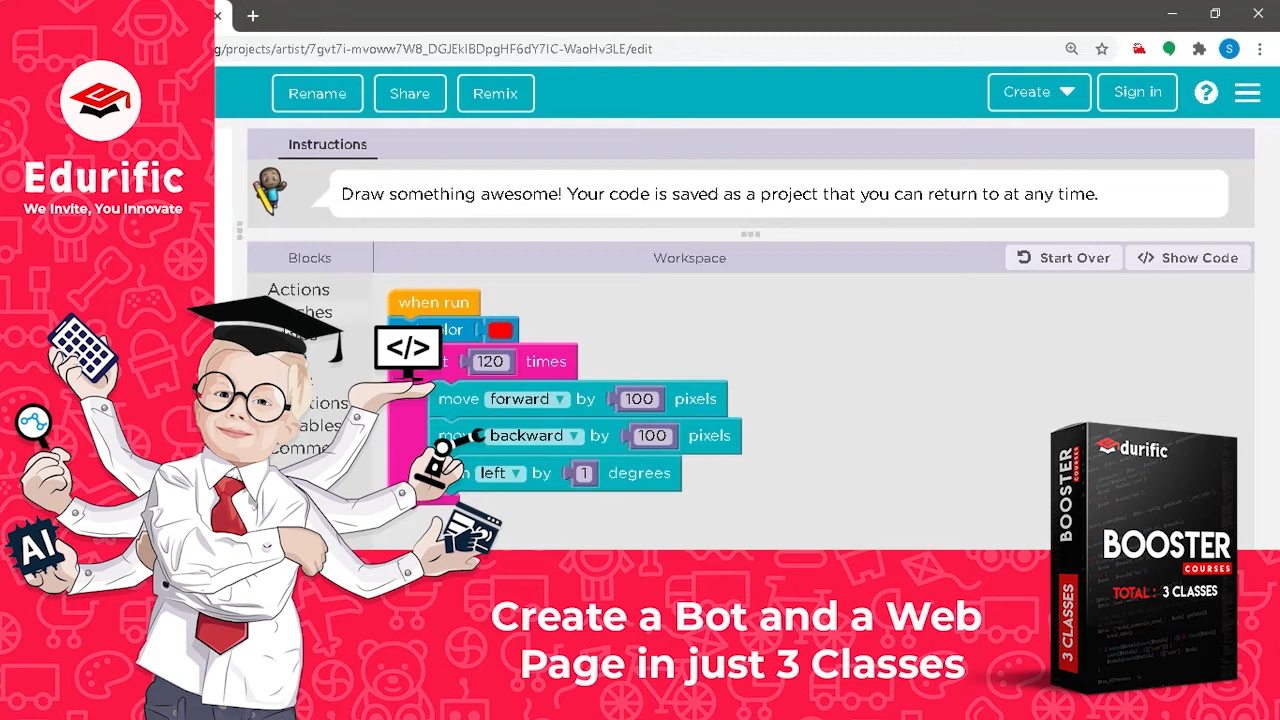 g/projects/artist/7gvt7i-mvoww7W8_DGJEKIBDpgHF6dY7IC-WaoHv3LE/edit
S
Edurific
We Invite, You Innovate
Rename
Share
Remix
Create
Sign in
?
Instructions
Draw something awesome! Your code is saved as a project that you can return to at any time.
Blocks
Workspace
Start Over
</> Show Code
Actions
when run
120 times
move forward by 100 pixels
backward by 100 pixels
left by 1 degrees
</>
AI
Create a Bot and a Web
Page in just 3 Classes
durific
BOOSTER
COURSES
TOTAL : 3 CLASSES
BOOSTER
COURSES
3 CLASSES